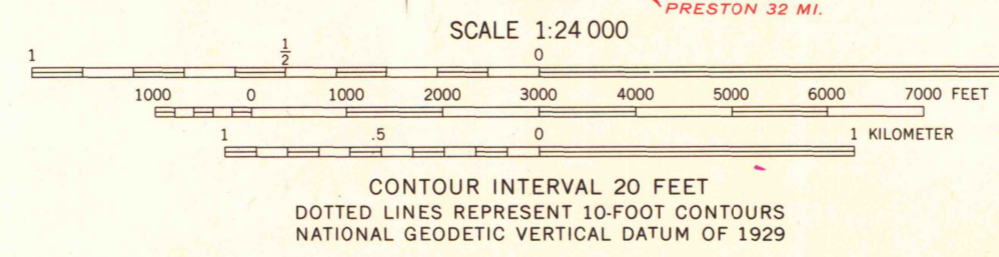 PRESTON 32 MI.
SCALE 1:24 000
1 1/2 0
1000 0 1000 2000 3000 4000 5000 6000 7000 FEET
1 .5 0 1 KILOMETER
CONTOUR INTERVAL 20 FEET
DOTTED LINES REPRESENT 10-FOOT CONTOURS
NATIONAL GEODETIC VERTICAL DATUM OF 1929